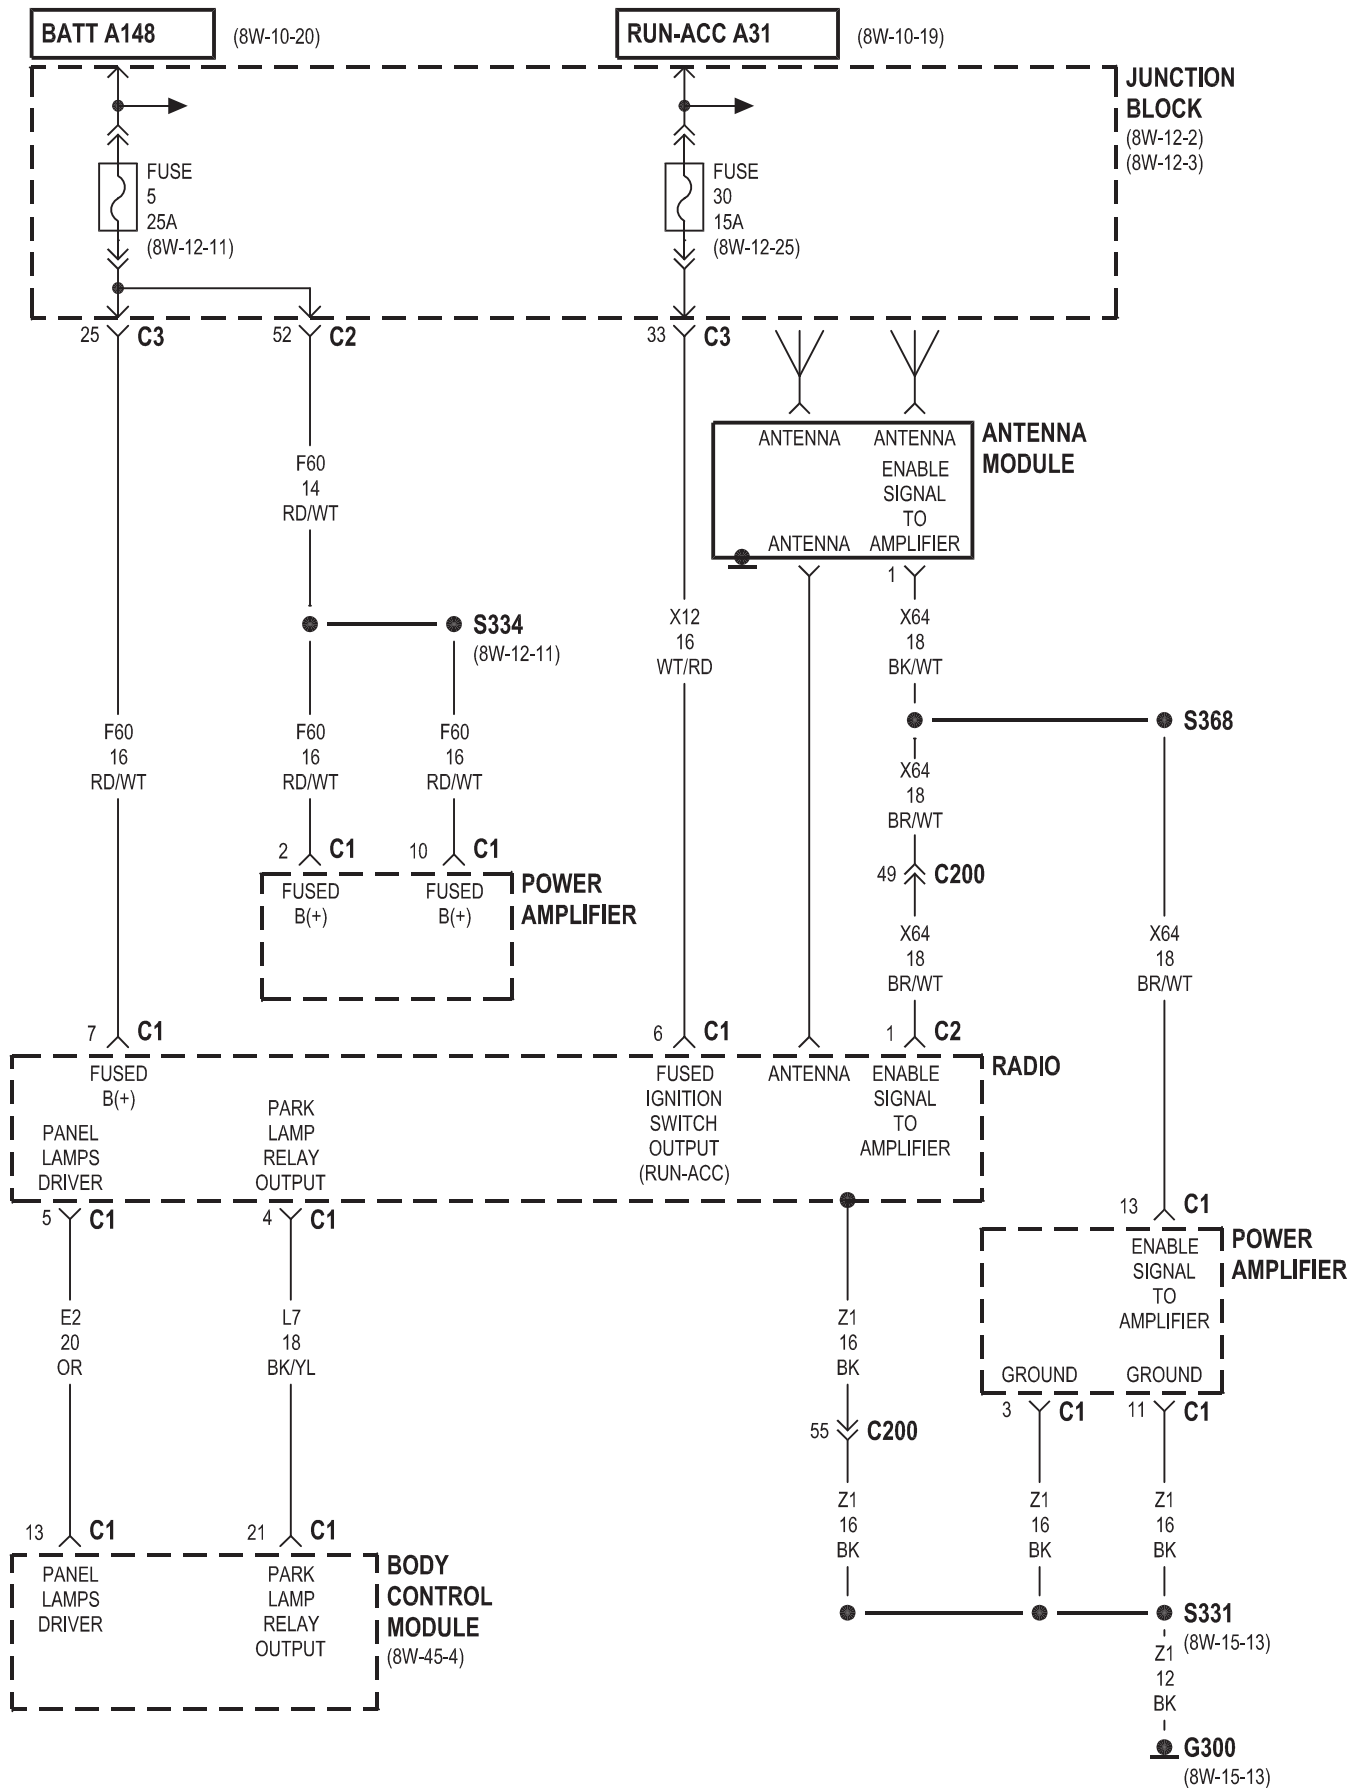 BATT A148 (8W-10-20)
RUN-ACC A31 (8W-10-19)
JUNCTION
BLOCK
(8W-12-2)
(8W-12-3)
FUSE
5
25A
(8W-12-11)
FUSE
30
15A
(8W-12-25)
25 C3
52 C2
33 C3
ANTENNA
ANTENNA
ENABLE
SIGNAL
TO
AMPLIFIER
ANTENNA
ANTENNA
MODULE
1
F60
14
RD/WT
S334
(8W-12-11)
X12
16
WT/RD
X64
18
BK/WT
S368
F60
16
RD/WT
F60
16
RD/WT
F60
16
RD/WT
X64
18
BR/WT
49 C200
2 C1
10 C1
FUSED
B(+)
FUSED
B(+)
POWER
AMPLIFIER
X64
18
BR/WT
X64
18
BR/WT
7 C1
6 C1
1 C2
RADIO
FUSED
B(+)
PANEL
LAMPS
DRIVER
PARK
LAMP
RELAY
OUTPUT
FUSED
IGNITION
SWITCH
OUTPUT
(RUN-ACC)
ANTENNA
ENABLE
SIGNAL
TO
AMPLIFIER
5 C1
4 C1
13 C1
POWER
AMPLIFIER
ENABLE
SIGNAL
TO
AMPLIFIER
GROUND
GROUND
E2
20
OR
L7
18
BK/YL
Z1
16
BK
3 C1
11 C1
55 C200
Z1
16
BK
Z1
16
BK
Z1
16
BK
13 C1
21 C1
PANEL
LAMPS
DRIVER
PARK
LAMP
RELAY
OUTPUT
BODY
CONTROL
MODULE
(8W-45-4)
S331
(8W-15-13)
Z1
12
BK
G300
(8W-15-13)